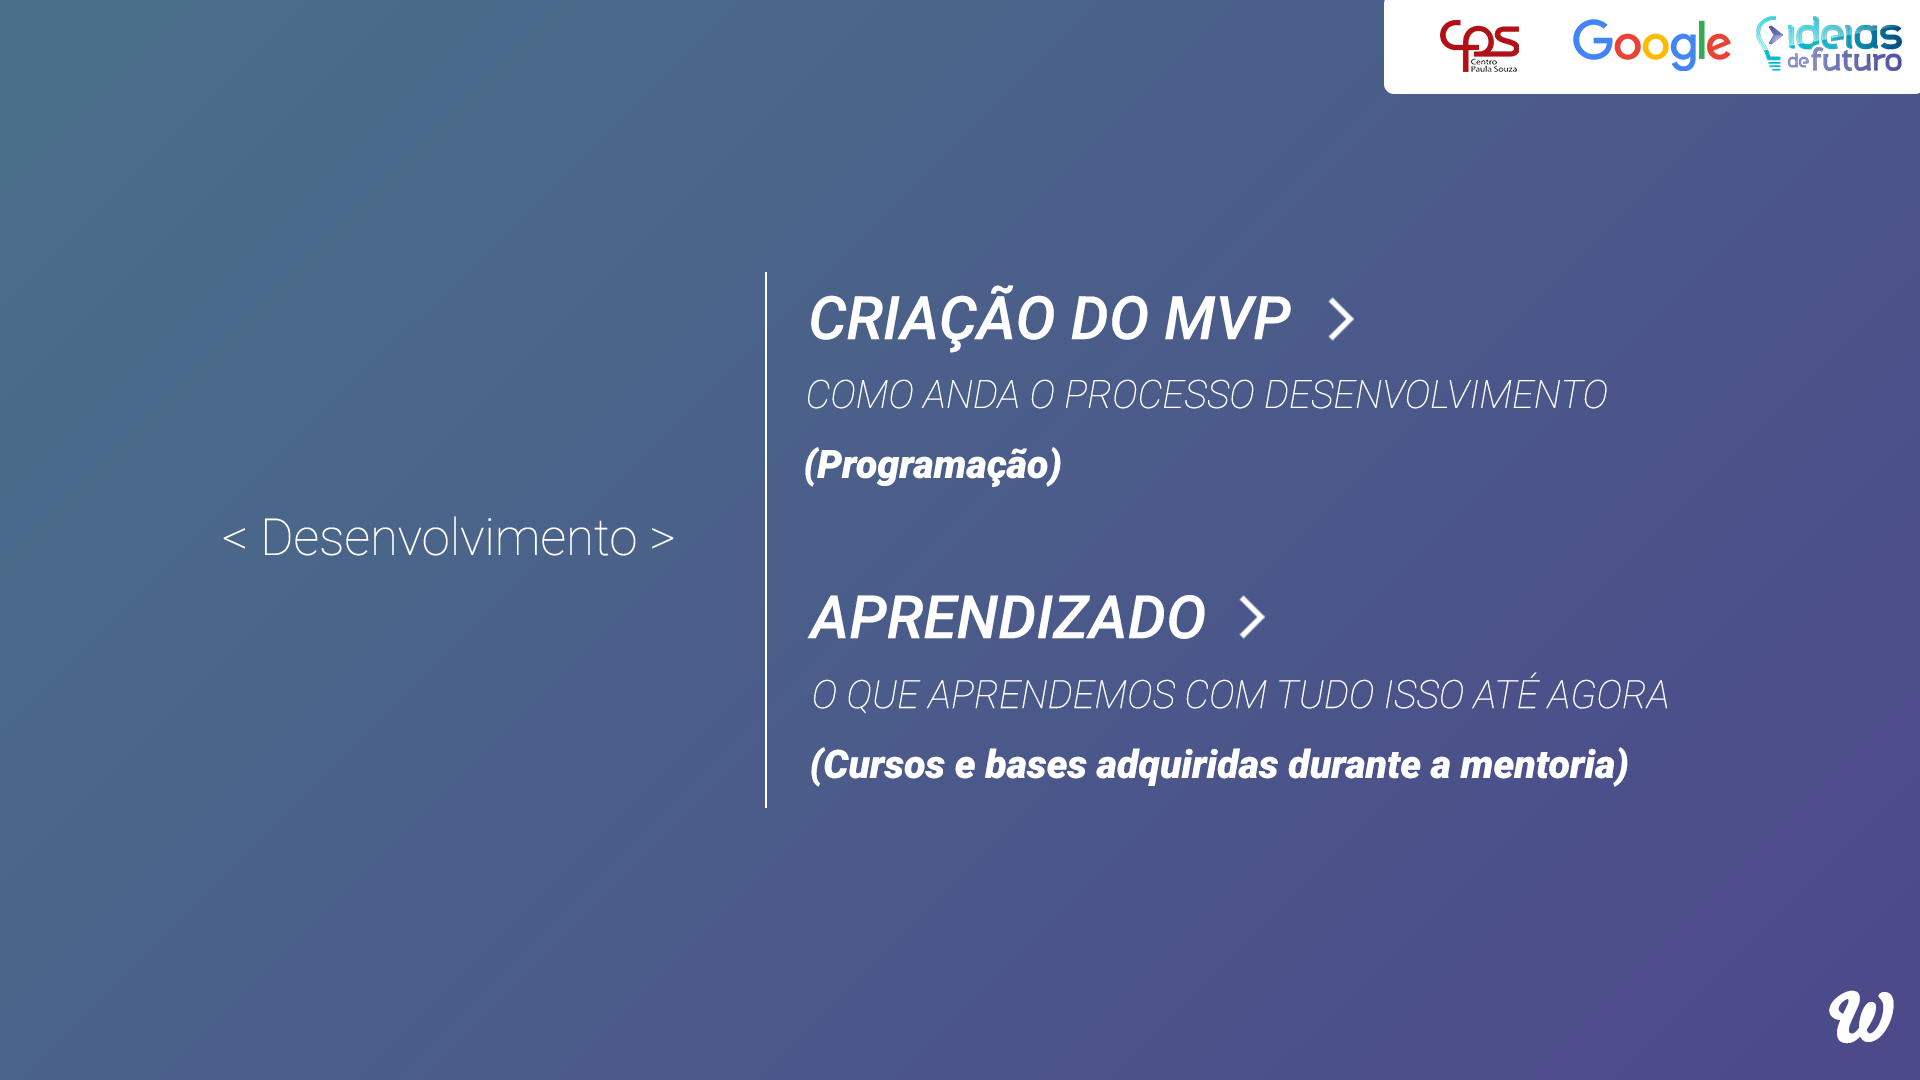 CPS
Centro
Paula Souza
Google
ideias
de futuro
< Desenvolvimento >
CRIAÇÃO DO MVP >
COMO ANDA O PROCESSO DESENVOLVIMENTO
(Programação)
APRENDIZADO >
O QUE APRENDEMOS COM TUDO ISSO ATÉ AGORA
(Cursos e bases adquiridas durante a mentoria)
W